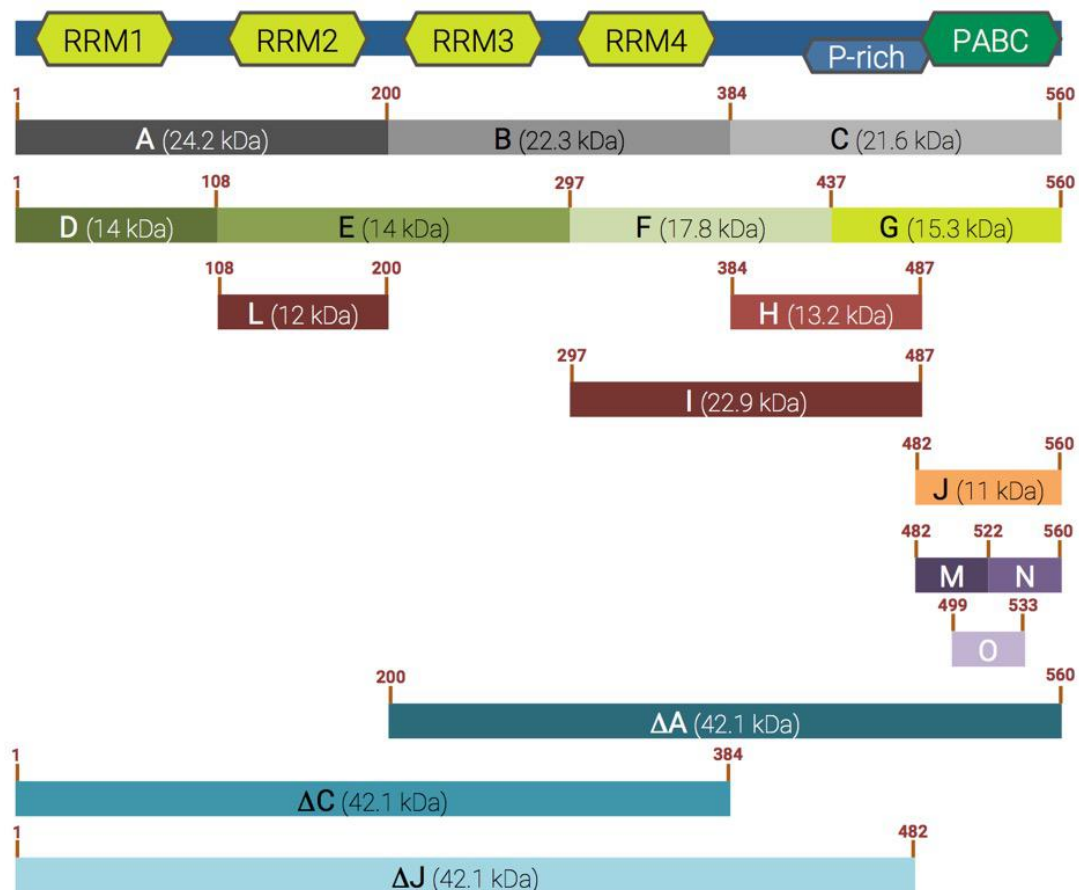 RRM1 RRM2 RRM3 RRM4 P-rich PABC
1 200 384 560
A (24.2 kDa) B (22.3 kDa) C (21.6 kDa)
1 108 297 437 560
D (14 kDa) E (14 kDa) F (17.8 kDa) G (15.3 kDa)
108 200 384 487
L (12 kDa) H (13.2 kDa)
297 487
I (22.9 kDa)
482 560
J (11 kDa)
482 522 560
M N
499 533
O
200 560
ΔA (42.1 kDa)
1 384
ΔC (42.1 kDa)
1 482
ΔJ (42.1 kDa)